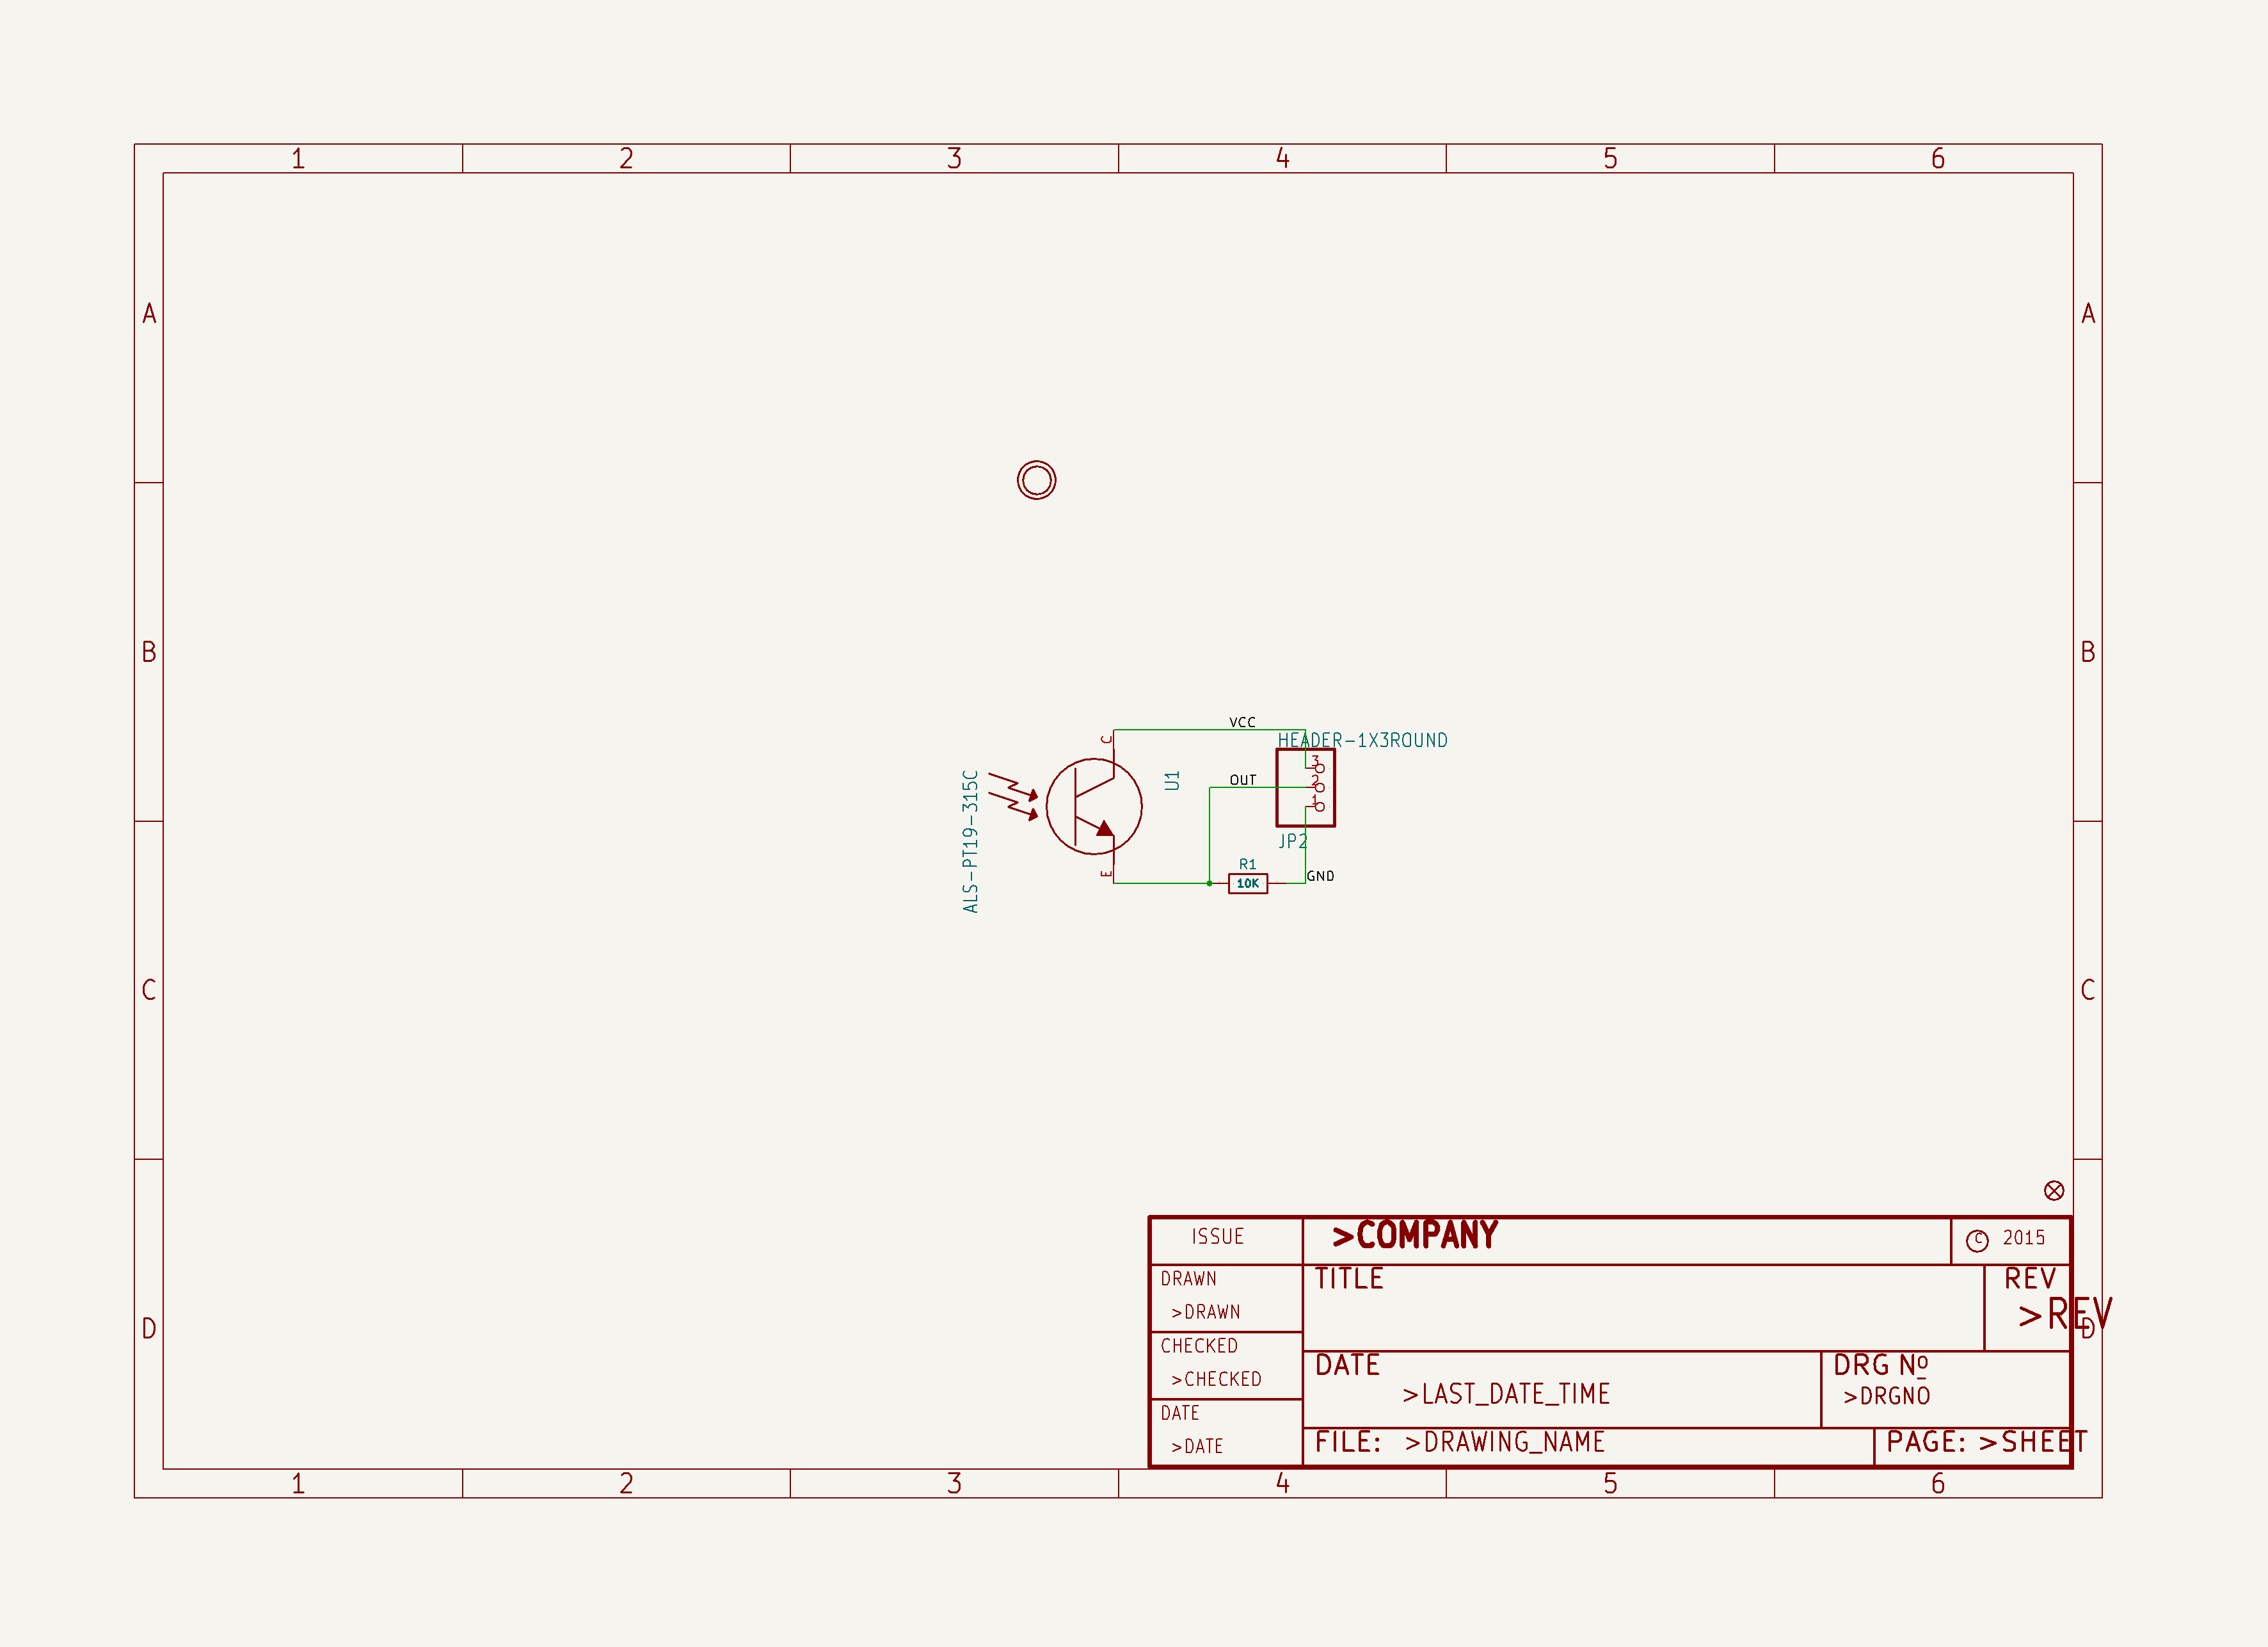 1 2 3 4 5 6
A A
B B
VCC
C
HEADER-1X3ROUND
3
U1
OUT
2
1
ALS-PT19-315C
JP2
R1
E
10K
GND
C C
ISSUE
>COMPANY
C 2015
DRAWN
>DRAWN
TITLE
REV
>REV
D D
CHECKED
>CHECKED
DATE
>LAST_DATE_TIME
DRG Nº
>DRGNO
DATE
>DATE
FILE: >DRAWING_NAME
PAGE: >SHEET
1 2 3 4 5 6